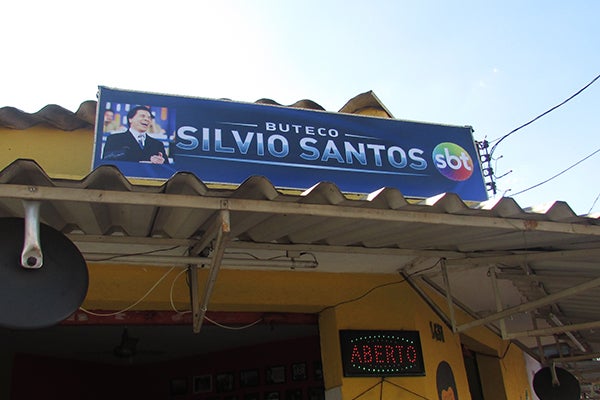 BUTECO
SILVIO SANTOS
sbt
ABERTO